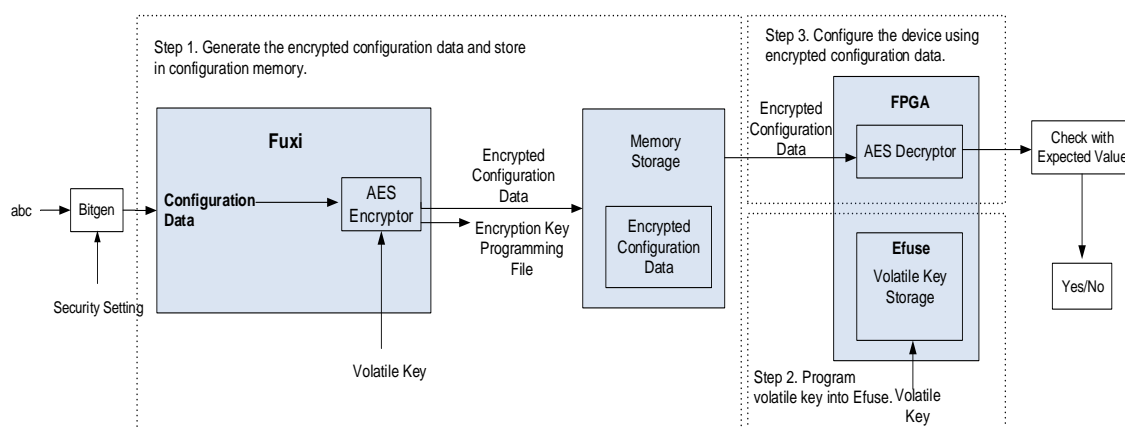 Step 1. Generate the encrypted configuration data and store
in configuration memory.
Step 3. Configure the device using
encrypted configuration data.
Fuxi
Configuration
Data
AES
Encryptor
Encrypted
Configuration
Data
Encryption Key
Programming
File
Memory
Storage
Encrypted
Configuration
Data
Encrypted
Configuration
Data
FPGA
AES Decryptor
Check with
Expected Value
abc
Bitgen
Security Setting
Volatile Key
Efuse
Volatile Key
Storage
Yes/No
Step 2. Program
volatile key into Efuse.
Volatile
Key